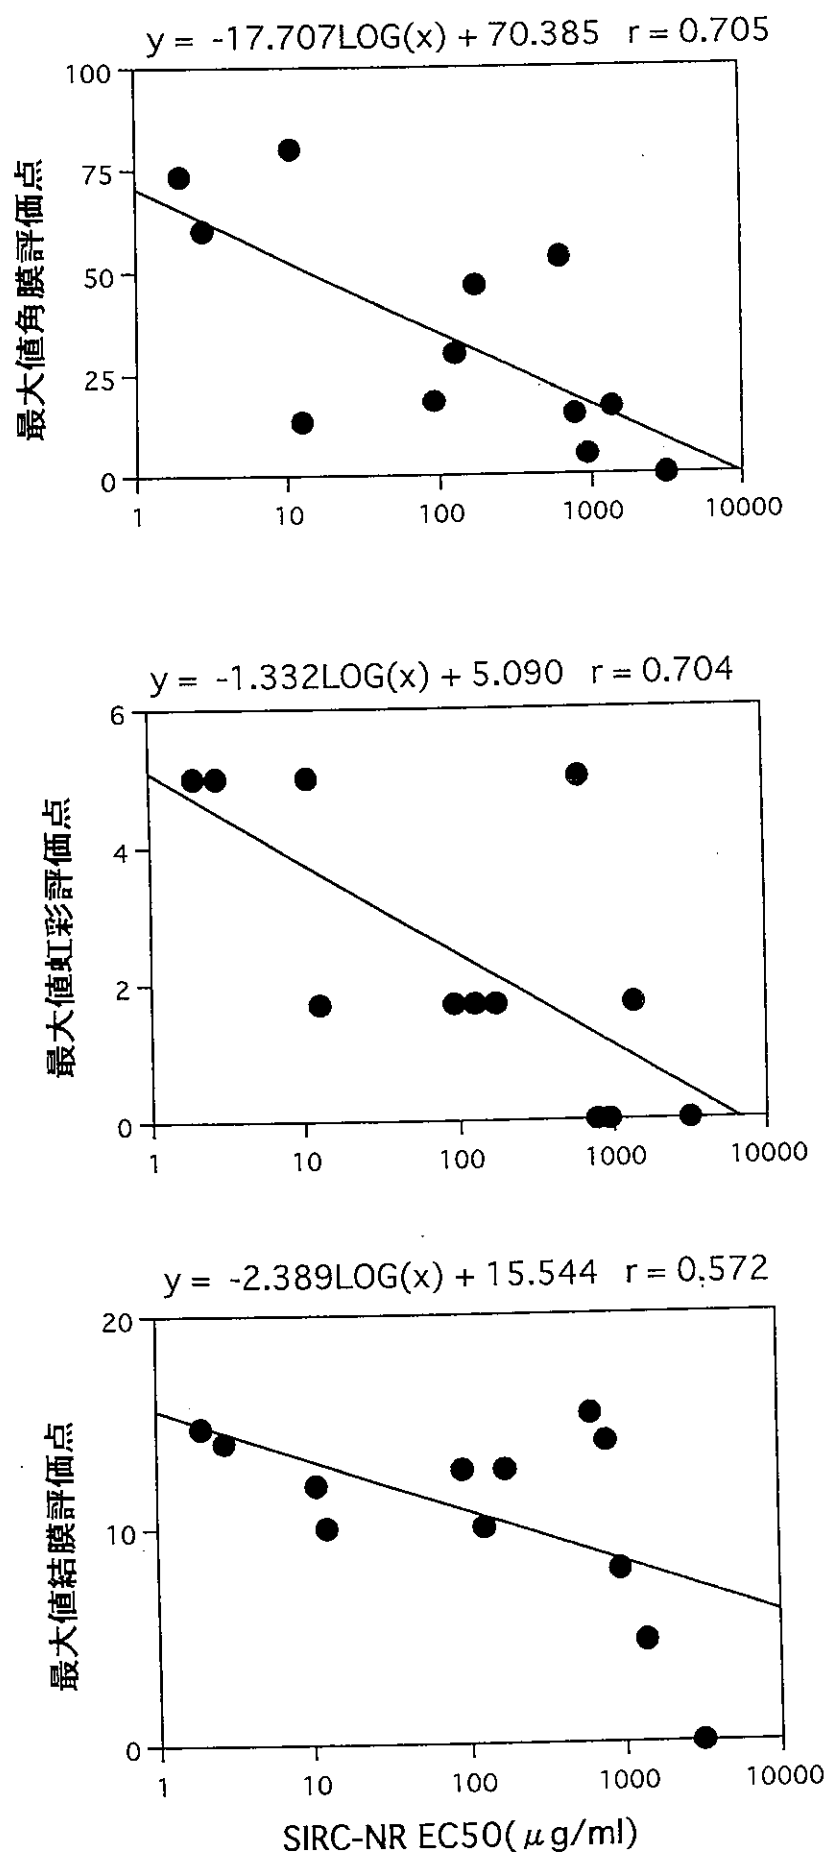 y = -17.707LOG(x) + 70.385 r = 0.705
100
75
50
25
0
最大値角膜評価点
1 10 100 1000 10000
y = -1.332LOG(x) + 5.090 r = 0.704
6
4
2
0
最大値虹彩評価点
1 10 100 1000 10000
y = -2.389LOG(x) + 15.544 r = 0.572
20
10
0
最大値結膜評価点
1 10 100 1000 10000
SIRC-NR EC50(μg/ml)